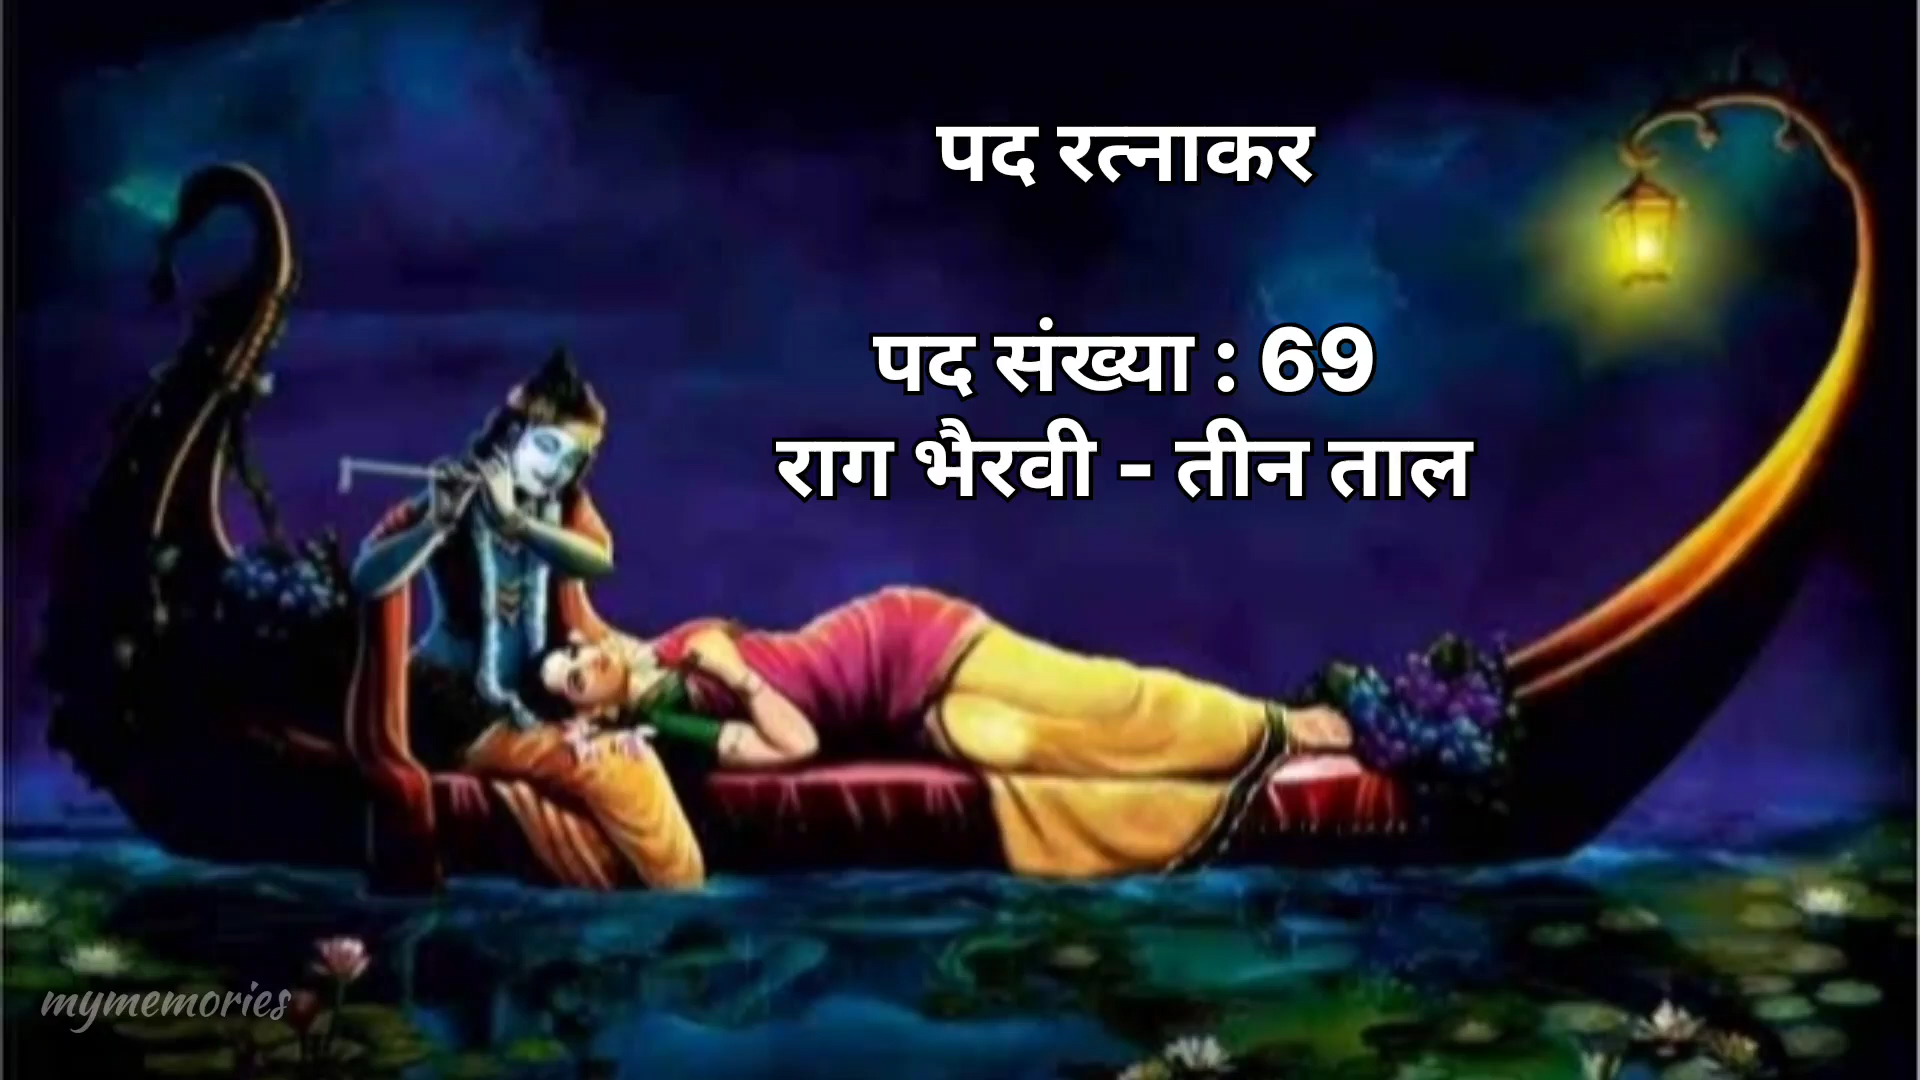 पद रत्नाकर
पद संख्या : 69
राग भैरवी - तीन ताल
mymemories